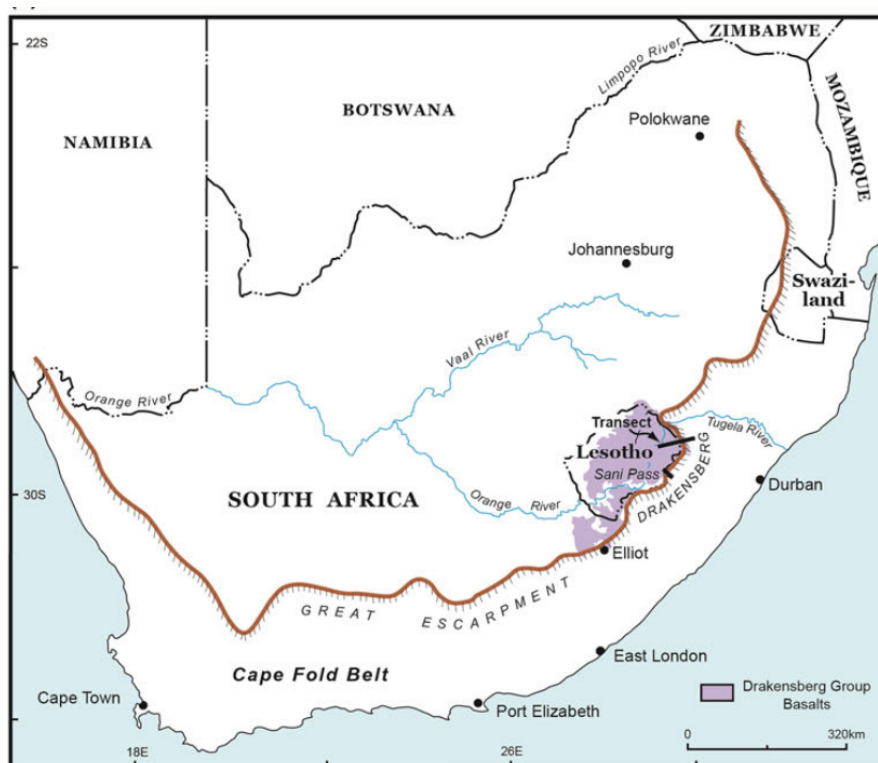 22S
ZIMBABWE
Limpopo River
BOTSWANA
MOZAMBIQUE
NAMIBIA
Polokwane
Johannesburg
Swazi-
land
Vaal River
Orange River
Transect
Tugela River
Lesotho
Sani Pass
DRAKENSBERG
30S
SOUTH AFRICA
Orange River
Durban
Elliot
GREAT ESCARPMENT
East London
Cape Fold Belt
Drakensberg Group
Basalts
Cape Town
Port Elizabeth
0 320km
18E 26E